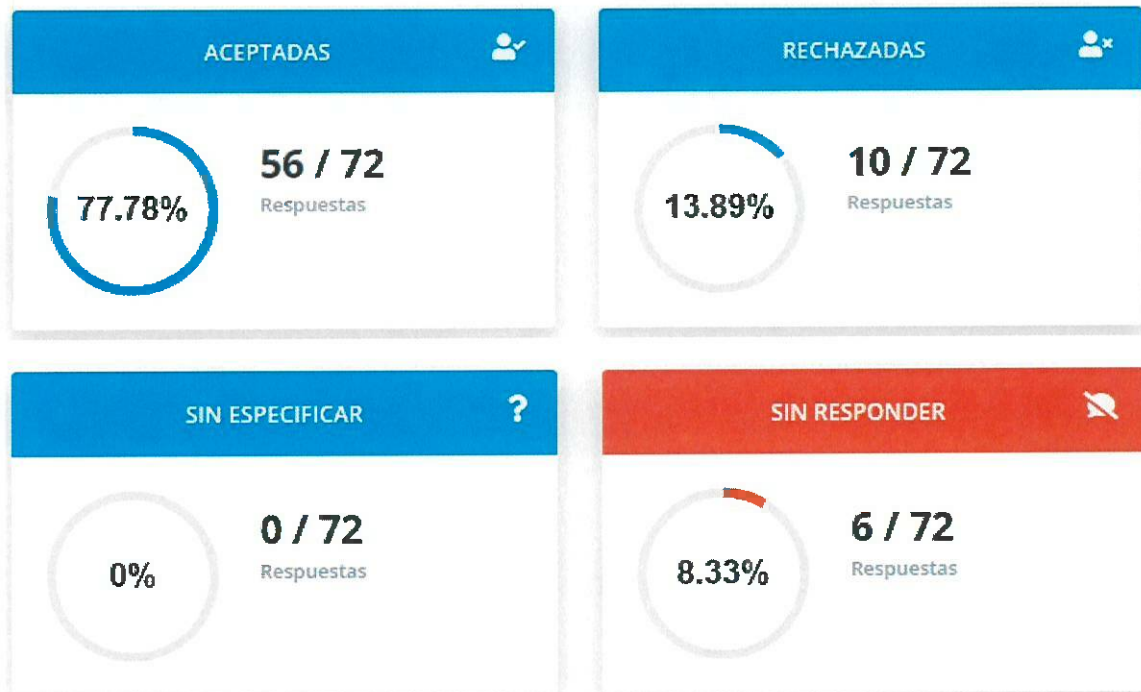 ACEPTADAS
77.78%
56 / 72
Respuestas
RECHAZADAS
13.89%
10 / 72
Respuestas
SIN ESPECIFICAR
?
0%
0 / 72
Respuestas
SIN RESPONDER
8.33%
6 / 72
Respuestas